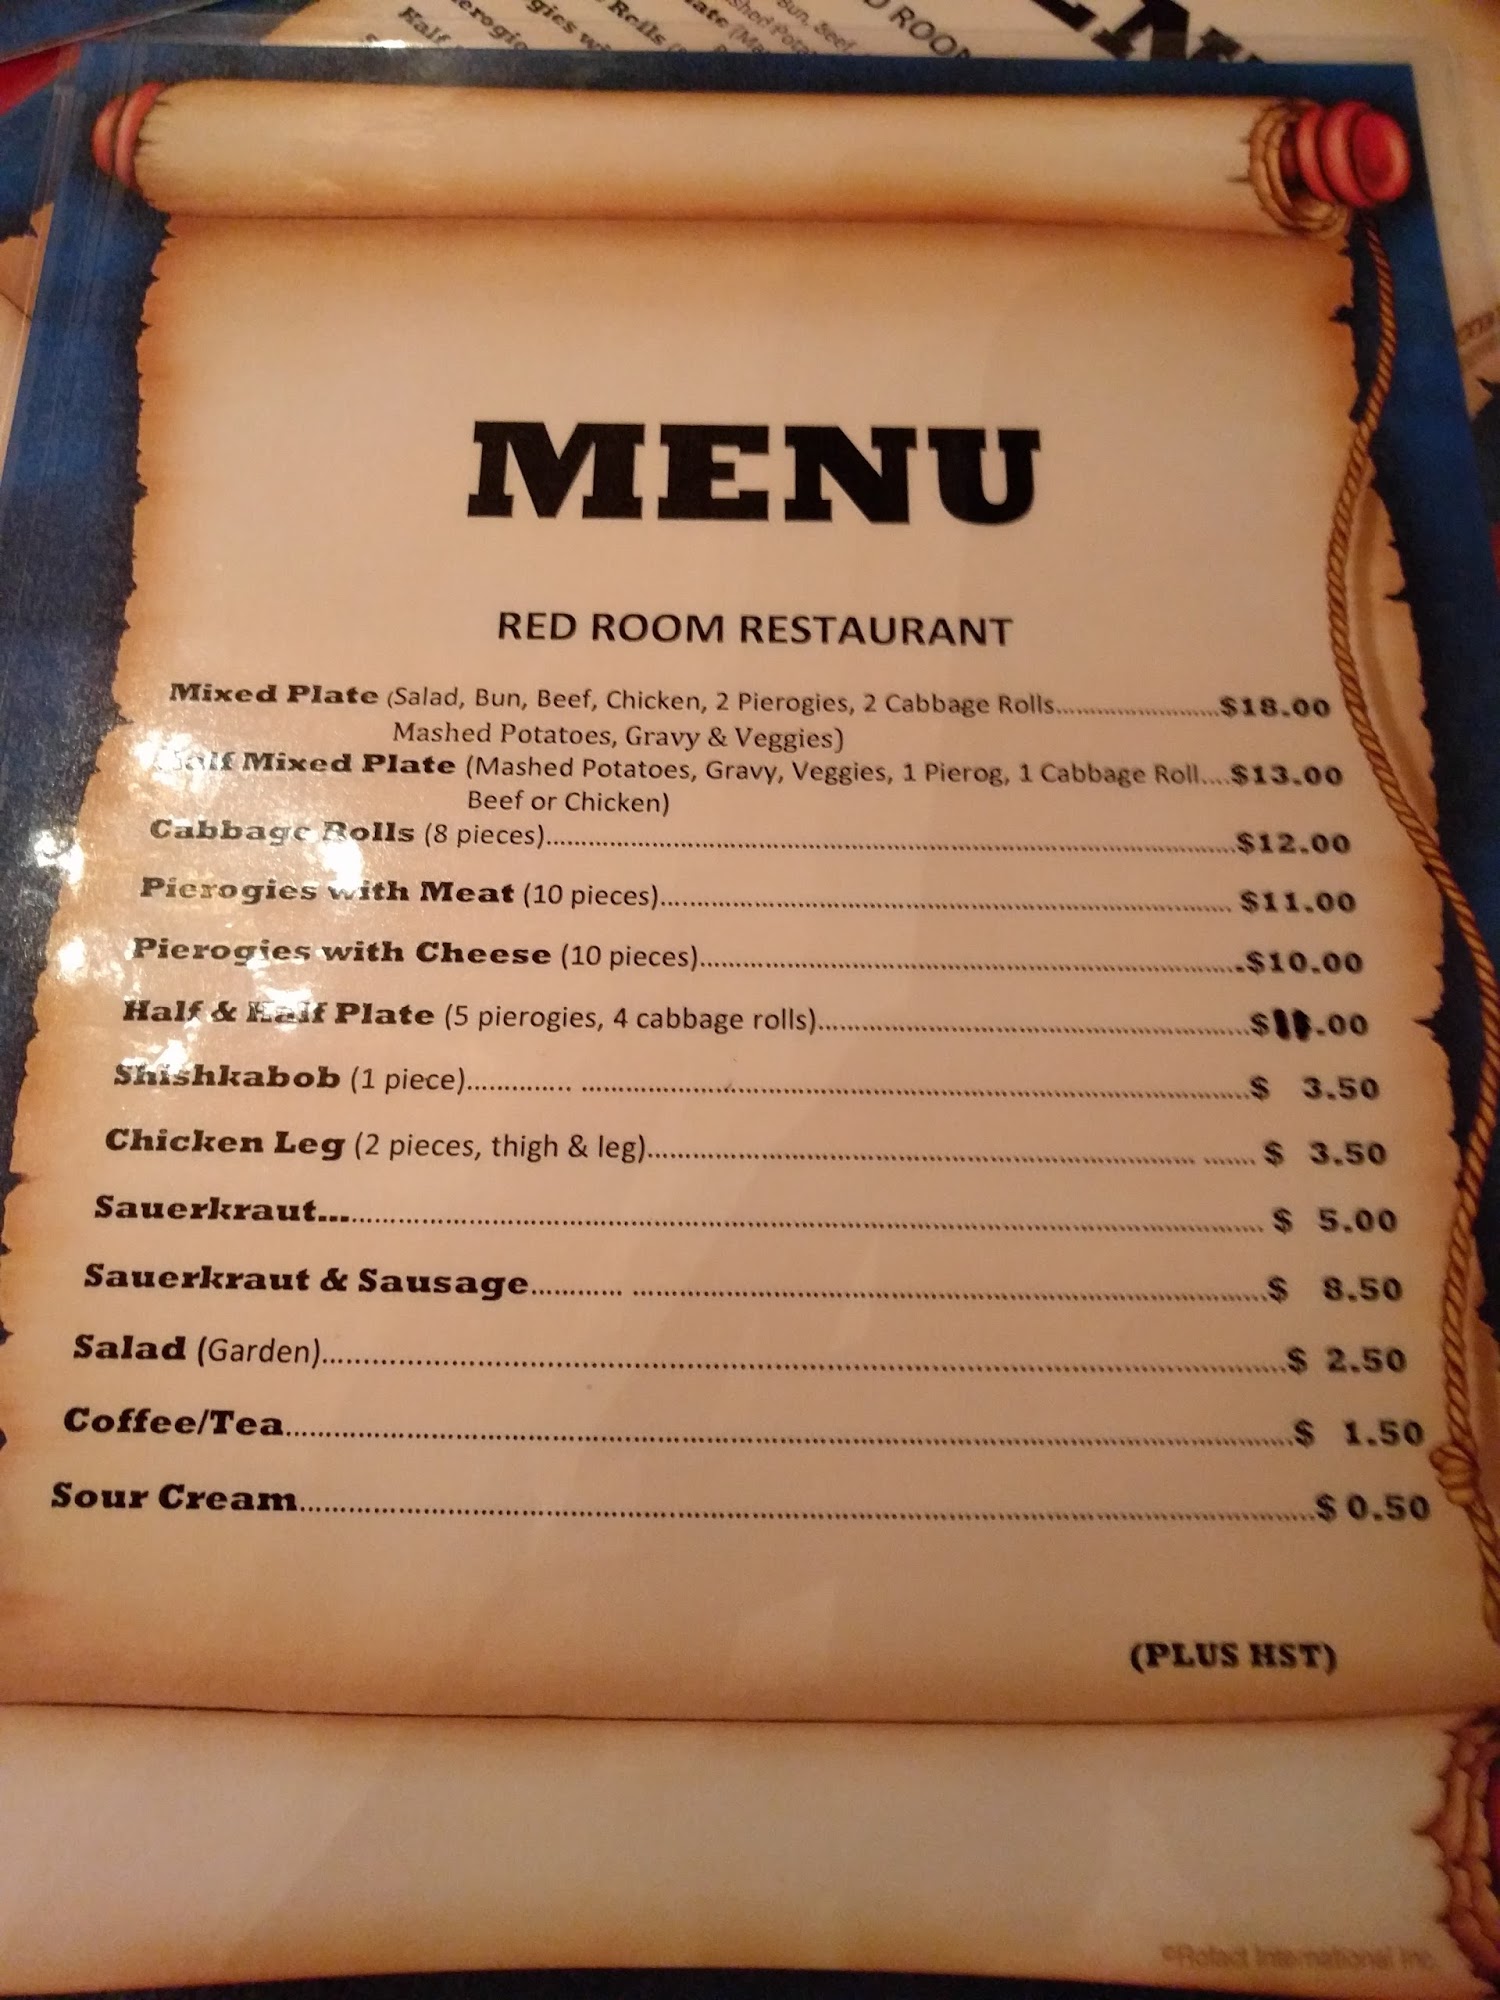 MENU
RED ROOM RESTAURANT
Mixed Plate (Salad, Bun, Beef, Chicken, 2 Pierogies, 2 Cabbage Rolls..........................$18.00
Mashed Potatoes, Gravy & Veggies)
Half Mixed Plate (Mashed Potatoes, Gravy, Veggies, 1 Pierog, 1 Cabbage Roll....$13.00
Beef or Chicken)
Cabbage Rolls (8 pieces)..........................$12.00
Pierogies with Meat (10 pieces).......................... $11.00
Pierogies with Cheese (10 pieces)..........................$10.00
Half & Half Plate (5 pierogies, 4 cabbage rolls)..........................
Shishkabob (1 piece).............. ..........................$ 3.50
Chicken Leg (2 pieces, thigh & leg).......................... ....... $ 3.50
Sauerkraut.......................... $ 5.00
Sauerkraut & Sausage............ ..........................$ 8.50
Salad (Garden)..........................$ 2.50
Coffee/Tea..........................$ 1.50
Sour Cream..........................$ 0.50
(PLUS HST)
©Rofact International Inc.